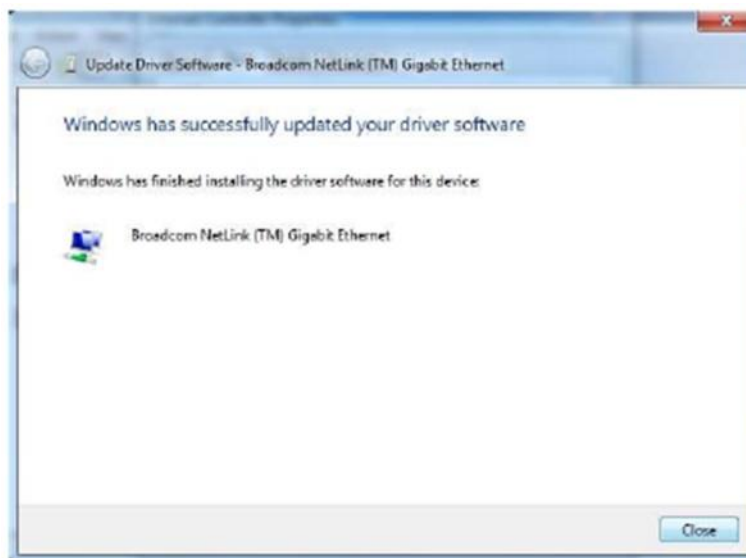 Update Driver Software - Broadcom NetLink (TM) Gigabit Ethernet
Windows has successfully updated your driver software
Windows has finished installing the driver software for this device:
Broadcom NetLink (TM) Gigabit Ethernet
Close